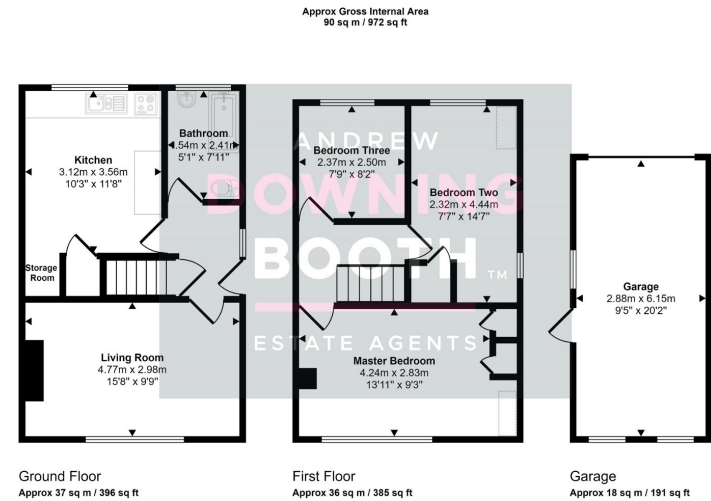 Approx Gross Internal Area
90 sq m / 972 sq ft
Kitchen
3.12m x 3.56m
10'3" x 11'8"
Bathroom
1.54m x 2.41m
5'1" x 7'11"
Storage
Room
Living Room
4.77m x 2.98m
15'8" x 9'9"
Bedroom Three
2.37m x 2.50m
7'9" x 8'2"
Bedroom Two
2.32m x 4.44m
7'7" x 14'7"
Master Bedroom
4.24m x 2.83m
13'11" x 9'3"
Garage
2.88m x 6.15m
9'5" x 20'2"
ANDREW
DOWNING
BOOTH TM
ESTATE AGENTS
Ground Floor
Approx 37 sq m / 396 sq ft
First Floor
Approx 36 sq m / 385 sq ft
Garage
Approx 18 sq m / 191 sq ft